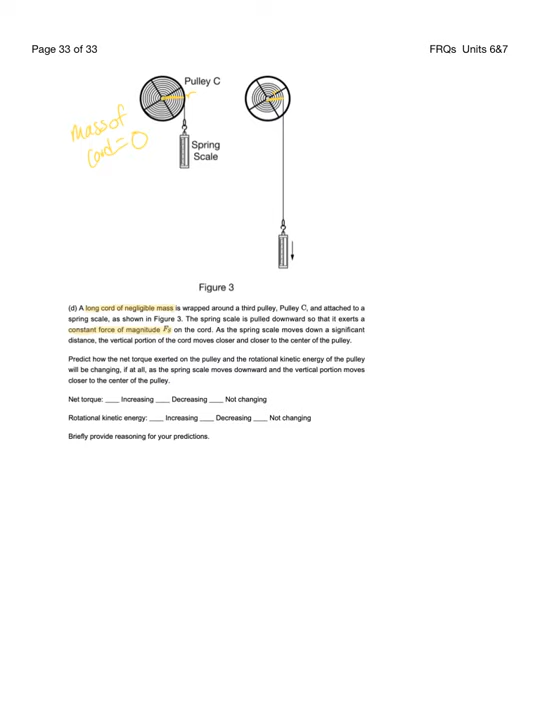 Page 33 of 33
FRQs Units 6&7
Pulley C
mass of
cord = 0
Spring
Scale
Figure 3
(d) A long cord of negligible mass is wrapped around a third pulley, Pulley C, and attached to a
spring scale, as shown in Figure 3. The spring scale is pulled downward so that it exerts a
constant force of magnitude F_S on the cord. As the spring scale moves down a significant
distance, the vertical portion of the cord moves closer and closer to the center of the pulley.
Predict how the net torque exerted on the pulley and the rotational kinetic energy of the pulley
will be changing, if at all, as the spring scale moves downward and the vertical portion moves
closer to the center of the pulley.
Net torque: ____ Increasing ____ Decreasing ____ Not changing
Rotational kinetic energy: ____ Increasing ____ Decreasing ____ Not changing
Briefly provide reasoning for your predictions.